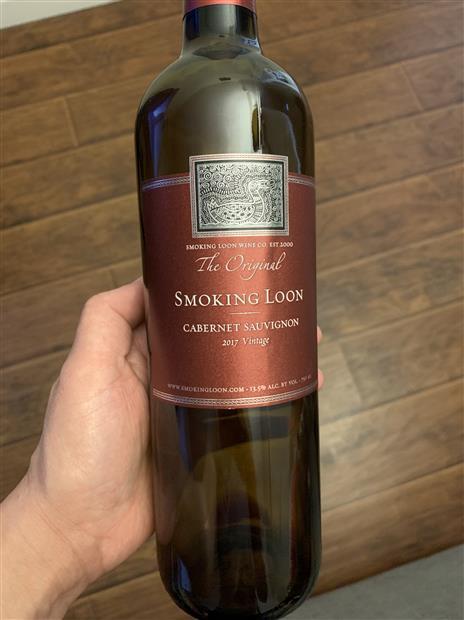 SMOKING LOON WINE CO. EST 2000
The Original
SMOKING LOON
CABERNET SAUVIGNON
2017 Vintage
WWW.SMOKINGLOON.COM - 13.5% ALC. BY VOL. - 750 ML